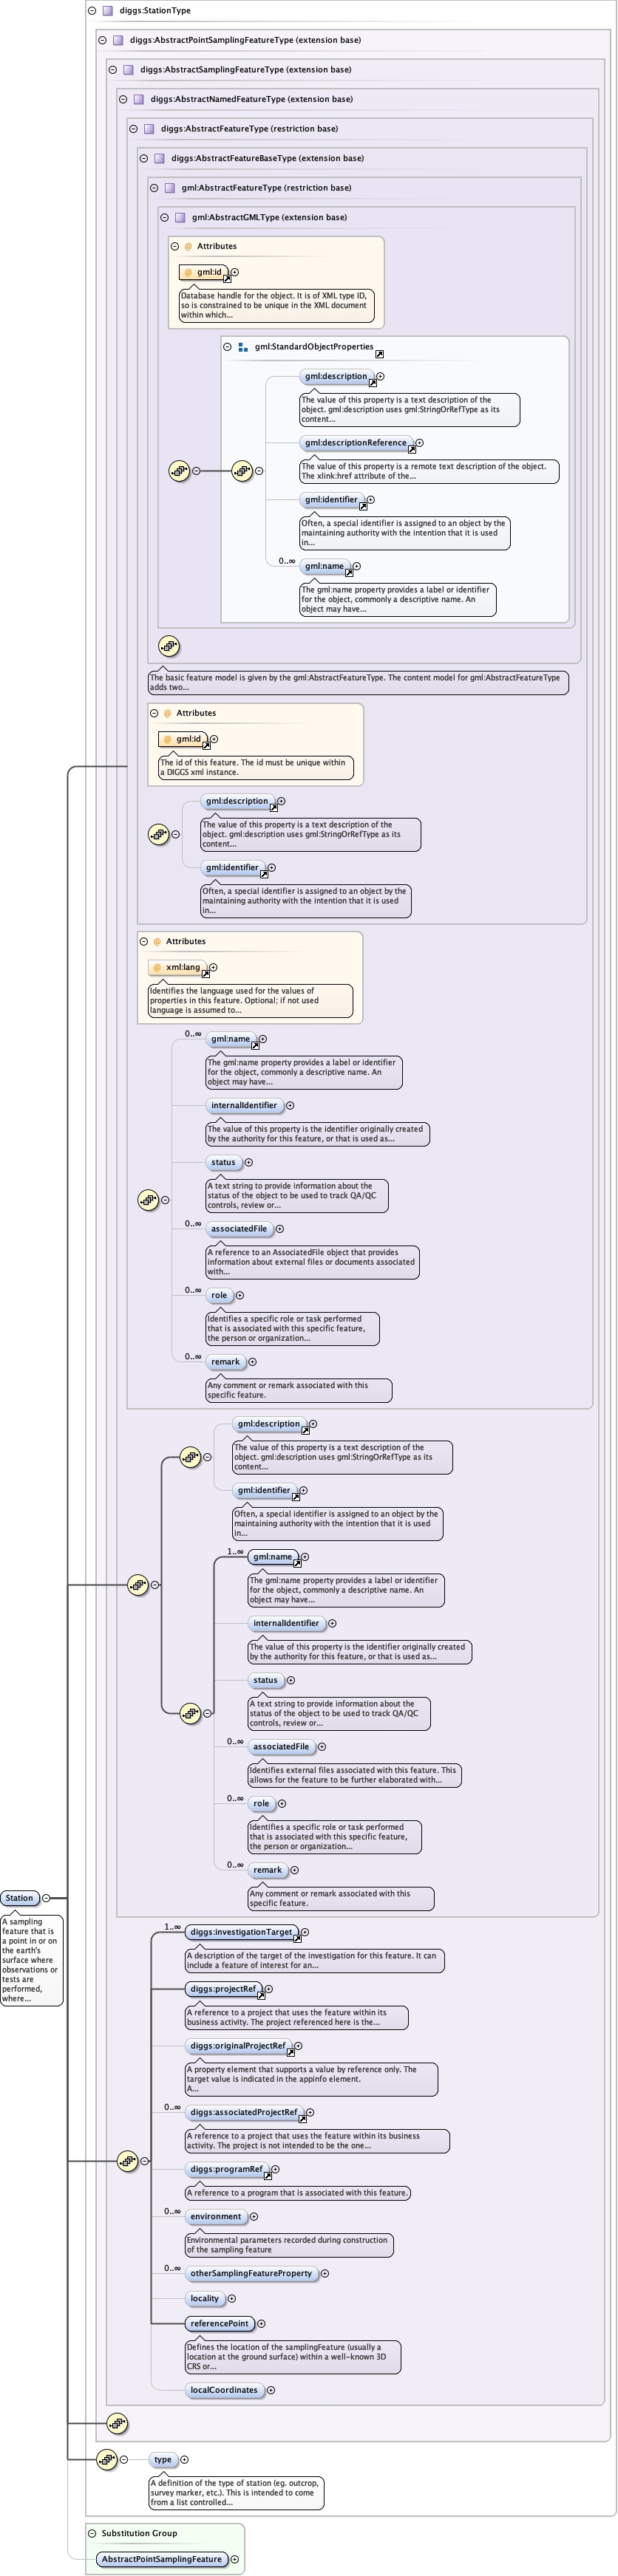 diggs:StationType
diggs:AbstractPointSamplingFeatureType (extension base)
diggs:AbstractSamplingFeatureType (extension base)
diggs:AbstractNamedFeatureType (extension base)
diggs:AbstractFeatureType (restriction base)
diggs:AbstractFeatureBaseType (extension base)
gml:AbstractFeatureType (restriction base)
gml:AbstractGMLType (extension base)
@ Attributes
@ gml:id
Database handle for the object. It is of XML type ID,
so is constrained to be unique in the XML document
within which...
gml:StandardObjectProperties
gml:description
The value of this property is a text description of the
object. gml:description uses gml:StringOrRefType as its
content...
gml:descriptionReference
The value of this property is a remote text description of the object.
The xlink:href attribute of the...
gml:identifier
Often, a special identifier is assigned to an object by the
maintaining authority with the intention that it is used
in...
0..∞
gml:name
The gml:name property provides a label or identifier
for the object, commonly a descriptive name. An
object may have...
The basic feature model is given by the gml:AbstractFeatureType. The content model for gml:AbstractFeatureType
adds two...
@ Attributes
@ gml:id
The id of this feature. The id must be unique within
a DIGGS xml instance.
gml:description
The value of this property is a text description of the
object. gml:description uses gml:StringOrRefType as its
content...
gml:identifier
Often, a special identifier is assigned to an object by the
maintaining authority with the intention that it is used
in...
@ Attributes
@ xml:lang
Identifies the language used for the values of
properties in this feature. Optional; if not used
language is assumed to...
0..∞
gml:name
The gml:name property provides a label or identifier
for the object, commonly a descriptive name. An
object may have...
internalIdentifier
The value of this property is the identifier originally created
by the authority for this feature, or that is used as...
status
A text string to provide information about the
status of the object to be used to track QA/QC
controls, review or...
0..∞
associatedFile
A reference to an AssociatedFile object that provides
information about external files or documents associated
with...
0..∞
role
Identifies a specific role or task performed
that is associated with this specific feature,
the person or organization...
0..∞
remark
Any comment or remark associated with this
specific feature.
gml:description
The value of this property is a text description of the
object. gml:description uses gml:StringOrRefType as its
content...
gml:identifier
Often, a special identifier is assigned to an object by the
maintaining authority with the intention that it is used
in...
1..∞
gml:name
The gml:name property provides a label or identifier
for the object, commonly a descriptive name. An
object may have...
internalIdentifier
The value of this property is the identifier originally created
by the authority for this feature, or that is used as...
status
A text string to provide information about the
status of the object to be used to track QA/QC
controls, review or...
0..∞
associatedFile
Identifies external files associated with this feature. This
allows for the feature to be further elaborated with...
0..∞
role
Identifies a specific role or task performed
that is associated with this specific feature,
the person or organization...
0..∞
remark
Any comment or remark associated with this
specific feature.
Station
A sampling
feature that is
a point in or on
the earth's
surface where
observations or
tests are
performed,
where...
1..∞
diggs:investigationTarget
A description of the target of the investigation for this feature. It can
include a feature of interest for an...
diggs:projectRef
A reference to a project that uses the feature within its
business activity. The project referenced here is the...
diggs:originalProjectRef
A property element that supports a value by reference only. The
target value is indicated in the appinfo element.
A...
0..∞
diggs:associatedProjectRef
A reference to a project that uses the feature within its business
activity. The project is not intended to be the one...
diggs:programRef
A reference to a program that is associated with this feature.
0..∞
environment
Environmental parameters recorded during construction
of the sampling feature
0..∞
otherSamplingFeatureProperty
locality
referencePoint
Defines the location of the samplingFeature (usually a
location at the ground surface) within a well-known 3D
CRS or...
localCoordinates
type
A definition of the type of station (eg. outcrop,
survey marker, etc.). This is intended to come
from a list controlled...
Substitution Group
AbstractPointSamplingFeature